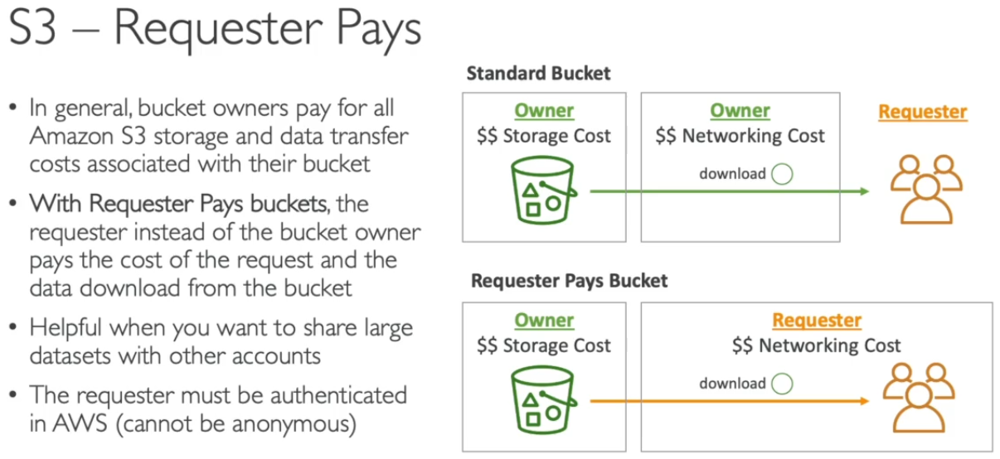 S3 – Requester Pays
• In general, bucket owners pay for all
Amazon S3 storage and data transfer
costs associated with their bucket
• With Requester Pays buckets, the
requester instead of the bucket owner
pays the cost of the request and the
data download from the bucket
• Helpful when you want to share large
datasets with other accounts
• The requester must be authenticated
in AWS (cannot be anonymous)
Standard Bucket
Owner
$$ Storage Cost
Owner
$$ Networking Cost
download
Requester
Requester Pays Bucket
Owner
$$ Storage Cost
Requester
$$ Networking Cost
download